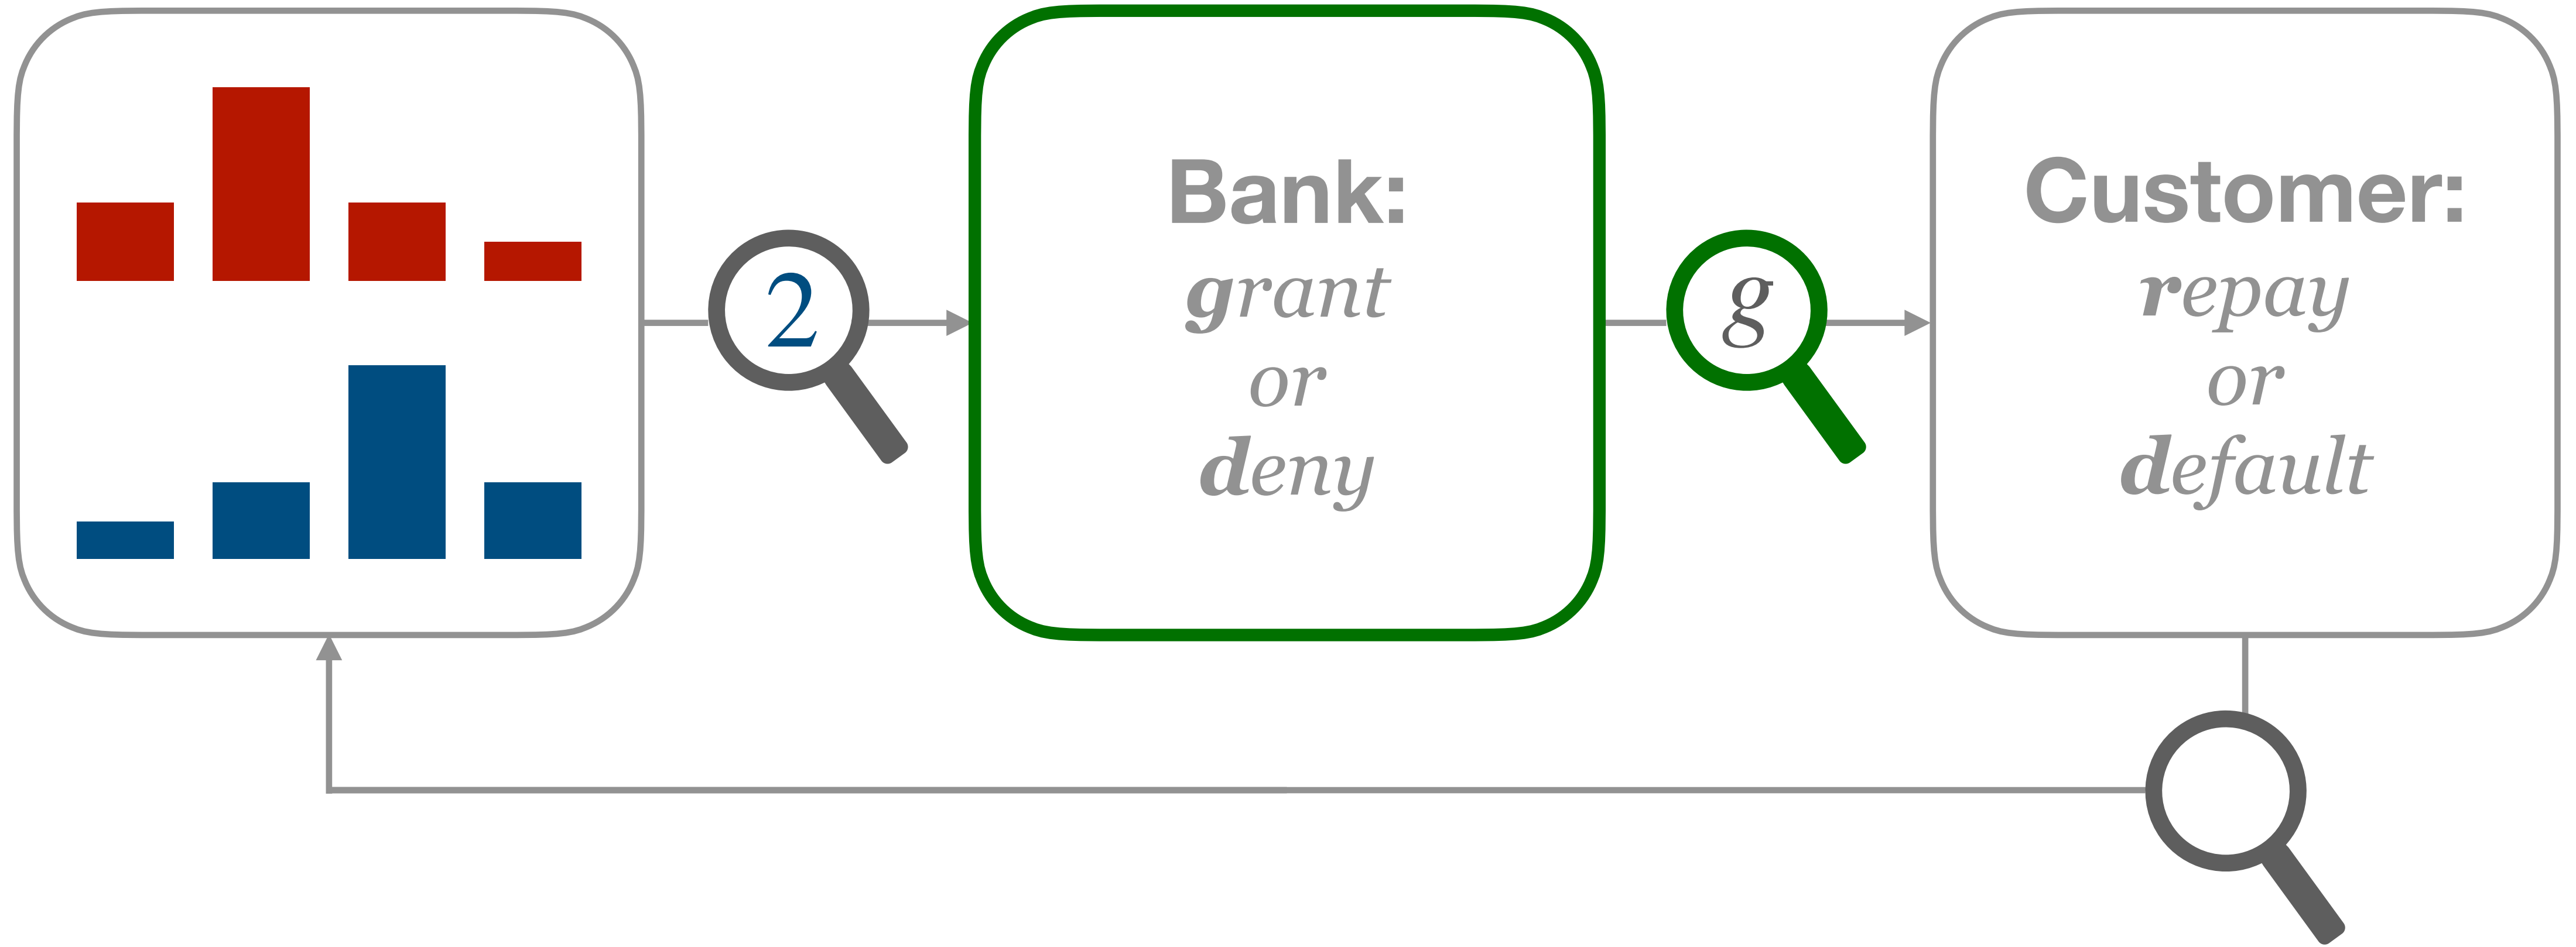 2
Bank:
grant
or
deny
g
Customer:
repay
or
default